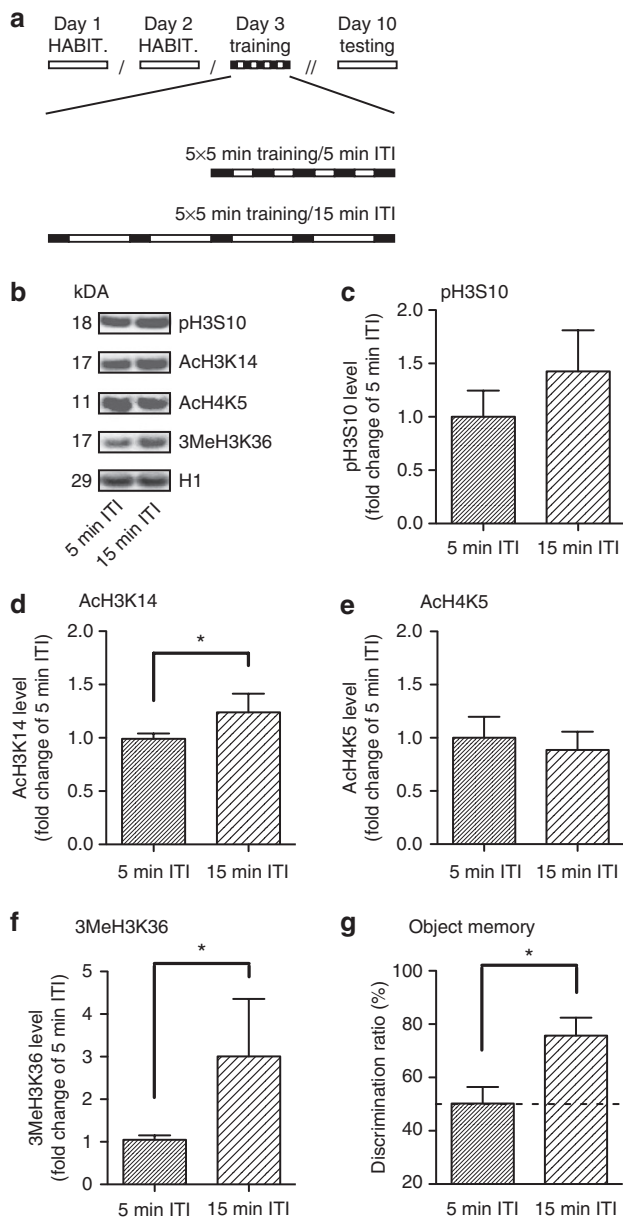 a
Day 1 Day 2 Day 3 Day 10
HABIT. HABIT. training testing
/ / //
5×5 min training/5 min ITI
5×5 min training/15 min ITI
b kDA
18 pH3S10
17 AcH3K14
11 AcH4K5
17 3MeH3K36
29 H1
5 min ITI
15 min ITI
c pH3S10
pH3S10 level
(fold change of 5 min ITI)
2.0
1.5
1.0
0.5
0.0
5 min ITI 15 min ITI
d AcH3K14
AcH3K14 level
(fold change of 5 min ITI)
2.0
1.5
1.0
0.5
0.0
*
5 min ITI 15 min ITI
e AcH4K5
AcH4K5 level
(fold change of 5 min ITI)
2.0
1.5
1.0
0.5
0.0
5 min ITI 15 min ITI
f 3MeH3K36
3MeH3K36 level
(fold change of 5 min ITI)
5
4
3
2
1
0
*
5 min ITI 15 min ITI
g Object memory
Discrimination ratio (%)
100
80
60
40
20
*
5 min ITI 15 min ITI